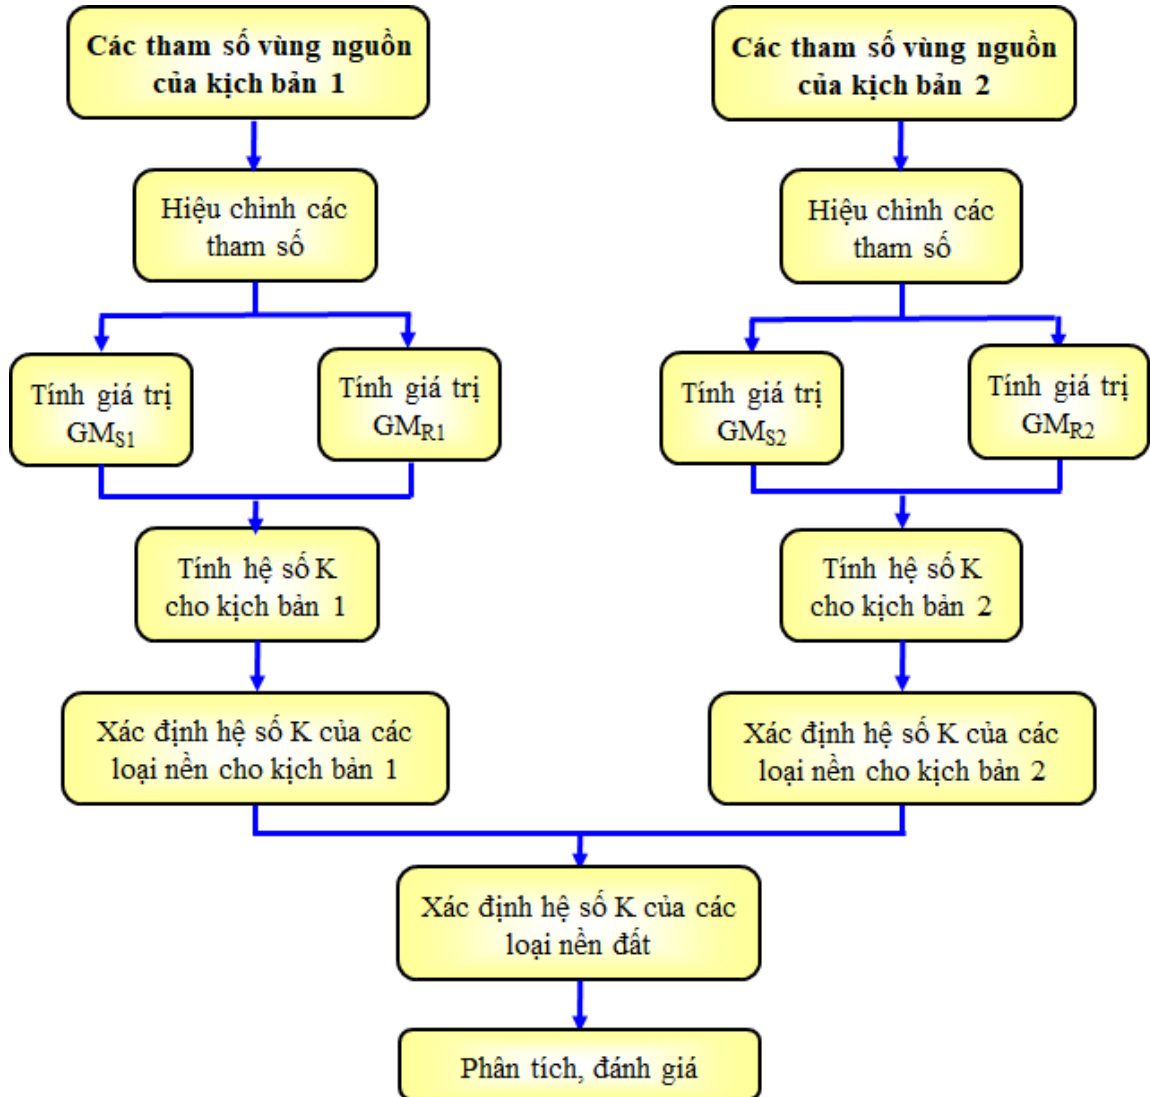 Các tham số vùng nguồn
của kịch bản 1
Các tham số vùng nguồn
của kịch bản 2
Hiệu chỉnh các
tham số
Hiệu chỉnh các
tham số
Tính giá trị
GM_S1
Tính giá trị
GM_R1
Tính giá trị
GM_S2
Tính giá trị
GM_R2
Tính hệ số K
cho kịch bản 1
Tính hệ số K
cho kịch bản 2
Xác định hệ số K của các
loại nền cho kịch bản 1
Xác định hệ số K của các
loại nền cho kịch bản 2
Xác định hệ số K của các
loại nền đất
Phân tích, đánh giá